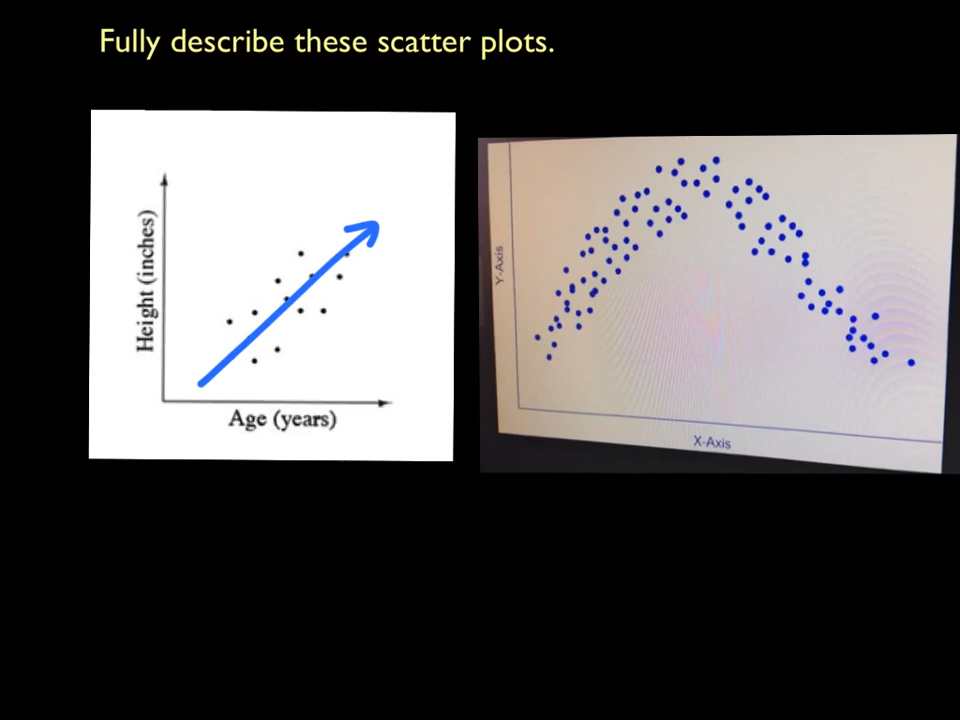 Fully describe these scatter plots.
Height (inches)
Age (years)
Y-Axis
X-Axis